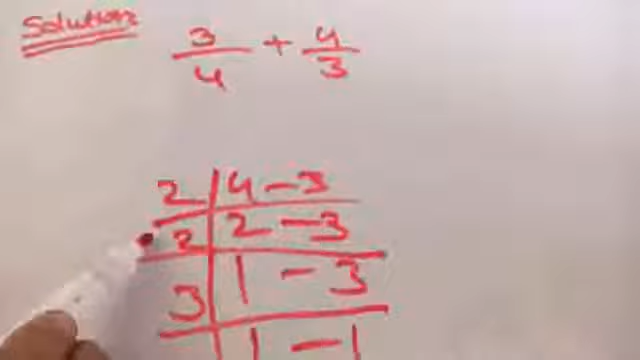 Solution
3/4 + 4/3
2 | 4 - 3
2 | 2 - 3
3 | 1 - 3
| 1 - 1